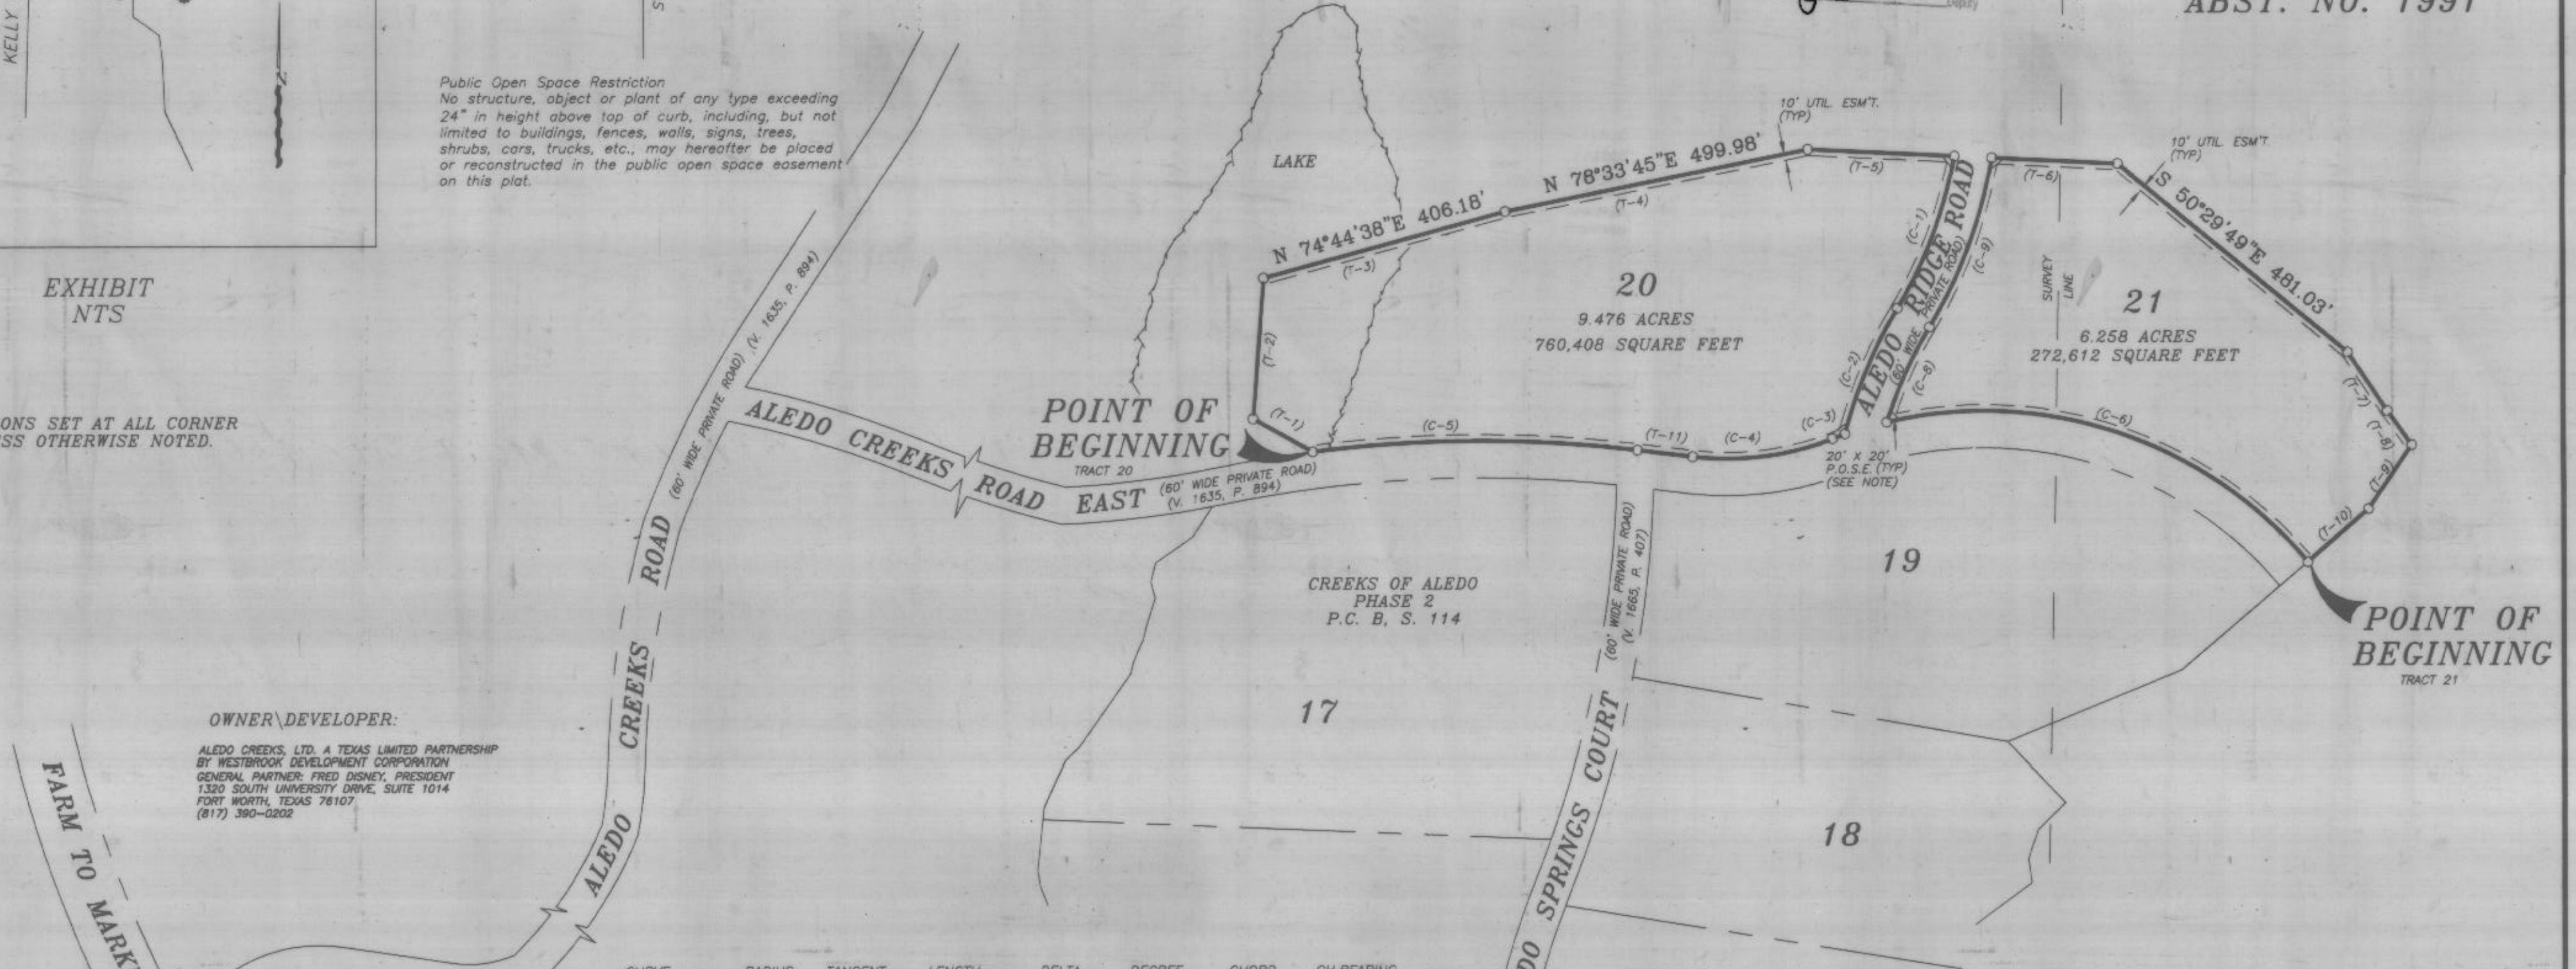 KELLY
S
Deputy
ABST. NO. 1997
Public Open Space Restriction
No structure, object or plant of any type exceeding
24" in height above top of curb, including, but not
limited to buildings, fences, walls, signs, trees,
shrubs, cars, trucks, etc., may hereafter be placed
or reconstructed in the public open space easement
on this plat.
EXHIBIT
NTS
ONS SET AT ALL CORNER
SS OTHERWISE NOTED.
LAKE
10' UTIL. ESM'T.
(TYP)
10' UTIL. ESM'T.
(TYP)
N 74°44'38"E 406.18'
(T-3)
N 78°33'45"E 499.98'
(T-4)
(T-5)
(T-6)
S 50°29'49"E 481.03'
(T-2)
(T-1)
20
9.476 ACRES
760,408 SQUARE FEET
(C-1)
(C-2)
(C-3)
ALEDO RIDGE ROAD
(60' WIDE PRIVATE ROAD)
(C-9)
(C-8)
SURVEY
LINE
21
6.258 ACRES
272,612 SQUARE FEET
(T-7)
(T-8)
(T-9)
(T-10)
(C-6)
(C-5)
(T-11)
(C-4)
20' X 20'
P.O.S.E. (TYP)
(SEE NOTE)
POINT OF
BEGINNING
TRACT 20
POINT OF
BEGINNING
TRACT 21
ALEDO CREEKS ROAD EAST
(60' WIDE PRIVATE ROAD)
(V. 1635, P. 894)
ALEDO CREEKS ROAD
(60' WIDE PRIVATE ROAD) (V. 1635, P. 894)
CREEKS OF ALEDO
PHASE 2
P.C. B, S. 114
17
19
18
(60' WIDE PRIVATE ROAD)
(V. 1665, P. 407)
DO SPRINGS COURT
OWNER\DEVELOPER:
ALEDO CREEKS, LTD. A TEXAS LIMITED PARTNERSHIP
BY WESTBROOK DEVELOPMENT CORPORATION
GENERAL PARTNER: FRED DISNEY, PRESIDENT
1320 SOUTH UNIVERSITY DRIVE, SUITE 1014
FORT WORTH, TEXAS 76107
(817) 390-0202
FARM TO MARK
CURVE RADIUS TANGENT LENGTH DELTA DEGREE CHORD CH BEARING